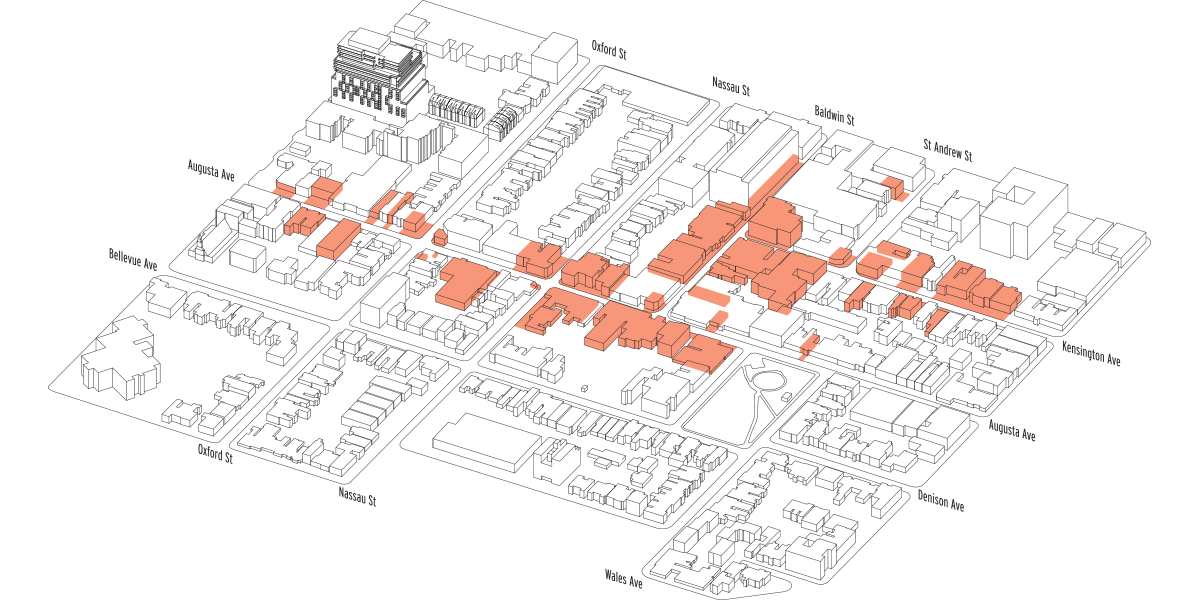 Oxford St
Nassau St
Baldwin St
St Andrew St
Augusta Ave
Bellevue Ave
Kensington Ave
Augusta Ave
Oxford St
Nassau St
Denison Ave
Wales Ave